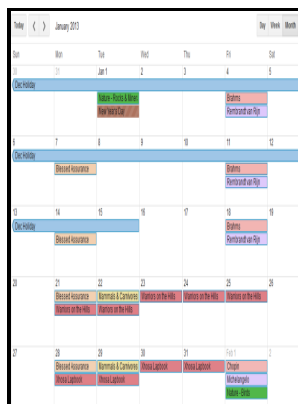 Today < > January 2013 Day Week Month
Sun Mon Tue Wed Thu Fri Sat
30 31 Jan 1 2 3 4 5
Dec Holiday
Nature - Rocks & Miner Brahms
New Years Day Rembrandt van Rijn
6 7 8 9 10 11 12
Dec Holiday
Blessed Assurance Brahms
Rembrandt van Rijn
13 14 15 16 17 18 19
Dec Holiday Brahms
Blessed Assurance Rembrandt van Rijn
20 21 22 23 24 25 26
Blessed Assurance Mammals & Carnivores Warriors on the Hills Warriors on the Hills Warriors on the Hills
Warriors on the Hills Warriors on the Hills
27 28 29 30 31 Feb 1 2
Blessed Assurance Mammals & Carnivores Xhosa Lapbook Xhosa Lapbook Chopin
Xhosa Lapbook Xhosa Lapbook Michelangelo
Nature - Birds